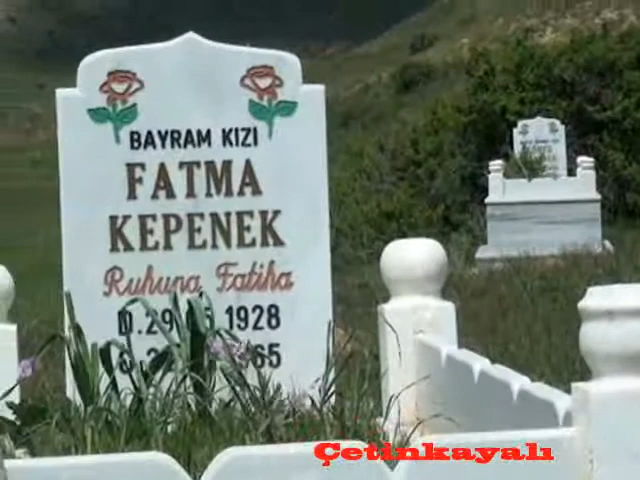 BAYRAM KIZI
FATMA
KEPENEK
Ruhuna Fatiha
D. 1928
Çetinkayalı